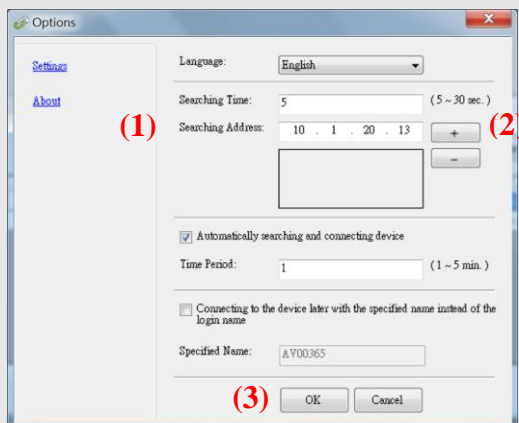 Options
Settings
About
Language: English
Searching Time: 5 (5 ~ 30 sec.)
(1) Searching Address: 10 . 1 . 20 . 13 + (2)
-
Automatically searching and connecting device
Time Period: 1 (1 ~ 5 min.)
Connecting to the device later with the specified name instead of the
login name
Specified Name: AV00365
(3) OK Cancel